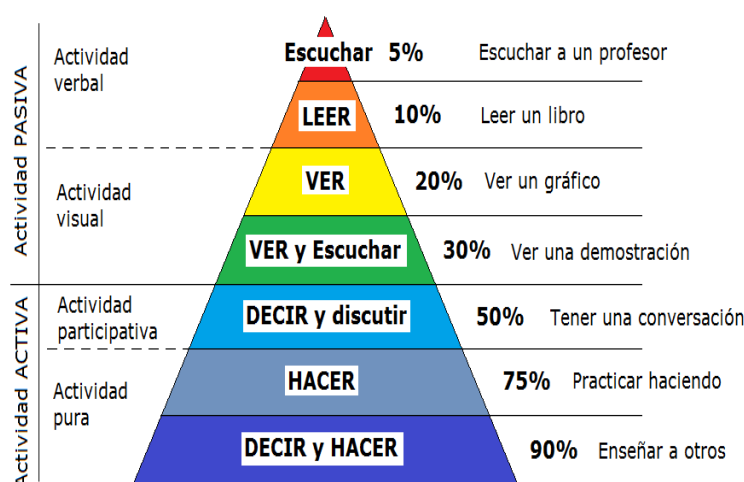 Actividad PASIVA
Actividad
verbal
Escuchar 5% Escuchar a un profesor
LEER 10% Leer un libro
Actividad
visual
VER 20% Ver un gráfico
VER y Escuchar 30% Ver una demostración
Actividad ACTIVA
Actividad
participativa
DECIR y discutir 50% Tener una conversación
Actividad
pura
HACER 75% Practicar haciendo
DECIR y HACER 90% Enseñar a otros